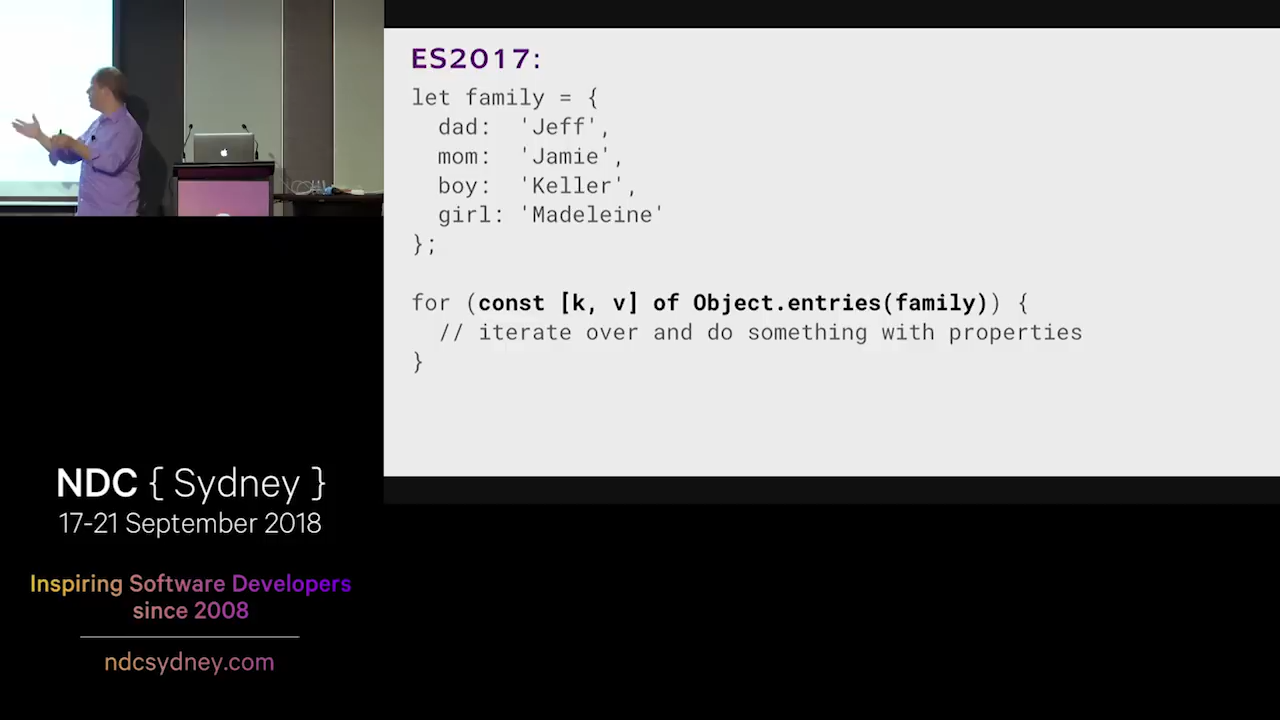 ES2017:
let family = {
  dad:  'Jeff',
  mom:  'Jamie',
  boy:  'Keller',
  girl: 'Madeleine'
};

for (const [k, v] of Object.entries(family)) {
  // iterate over and do something with properties
}
NDC { Sydney }
17-21 September 2018
Inspiring Software Developers
since 2008
ndcsydney.com